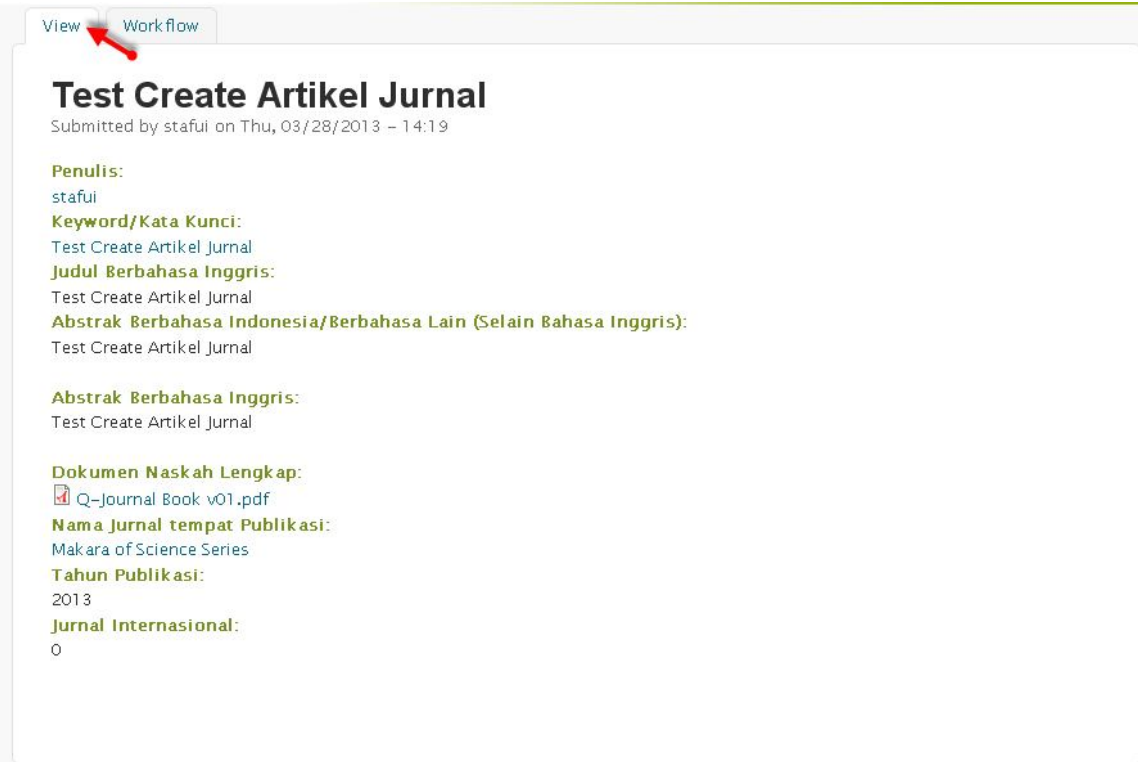 View Workflow
Test Create Artikel Jurnal
Submitted by stafui on Thu, 03/28/2013 – 14:19
Penulis:
stafui
Keyword/Kata Kunci:
Test Create Artikel Jurnal
Judul Berbahasa Inggris:
Test Create Artikel Jurnal
Abstrak Berbahasa Indonesia/Berbahasa Lain (Selain Bahasa Inggris):
Test Create Artikel Jurnal
Abstrak Berbahasa Inggris:
Test Create Artikel Jurnal
Dokumen Naskah Lengkap:
Q–Journal Book v01.pdf
Nama Jurnal tempat Publikasi:
Makara of Science Series
Tahun Publikasi:
2013
Jurnal Internasional:
0